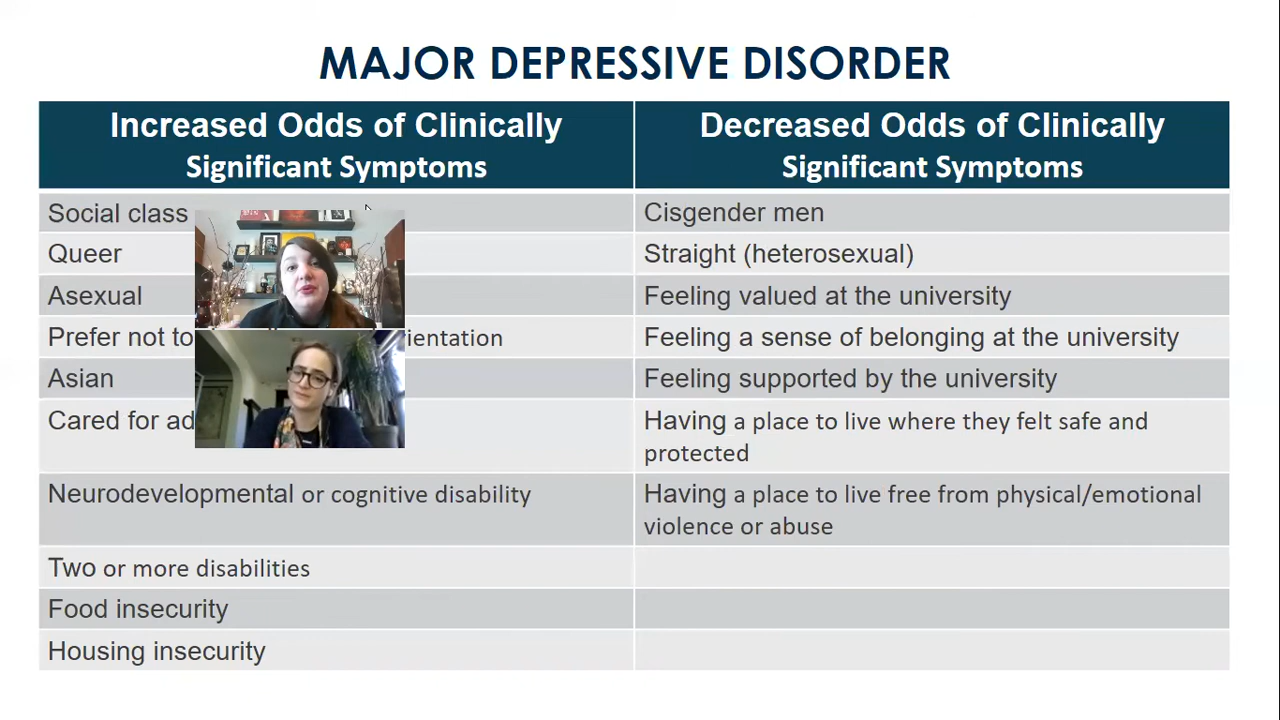 MAJOR DEPRESSIVE DISORDER
Increased Odds of Clinically
Significant Symptoms
Decreased Odds of Clinically
Significant Symptoms
Social class
Cisgender men
Queer
Straight (heterosexual)
Asexual
Feeling valued at the university
Prefer not to
Feeling a sense of belonging at the university
Asian
Feeling supported by the university
Cared for
Having a place to live where they felt safe and
protected
Neurodevelopmental or cognitive disability
Having a place to live free from physical/emotional
violence or abuse
Two or more disabilities
Food insecurity
Housing insecurity